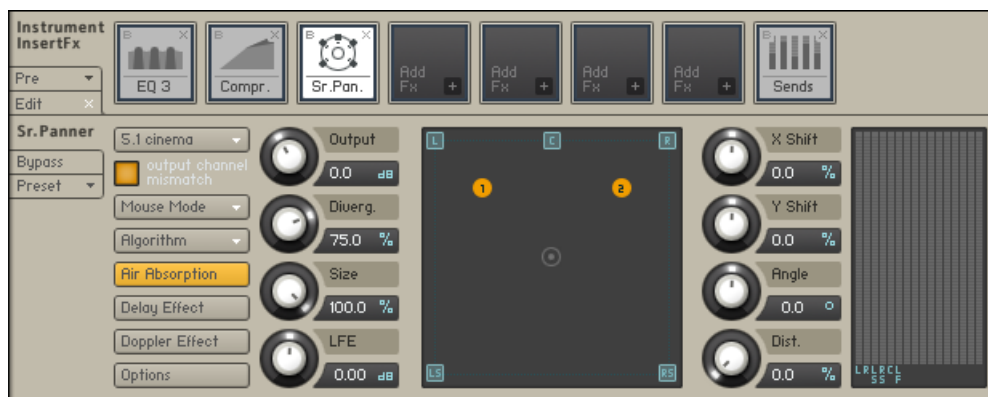 Instrument
InsertFx
Pre
Edit ×
B X EQ 3
B X Compr.
B X Sr.Pan.
Add Fx +
Add Fx +
Add Fx +
Add Fx +
B X Sends
Sr.Panner
Bypass
Preset
5.1 cinema
output channel
mismatch
Mouse Mode
Algorithm
Air Absorption
Delay Effect
Doppler Effect
Options
Output
0.0 dB
Diverg.
75.0 %
Size
100.0 %
LFE
0.00 dB
L C R
1 2
LS RS
X Shift
0.0 %
Y Shift
0.0 %
Angle
0.0 °
Dist.
0.0 %
LRLRCL
SS F